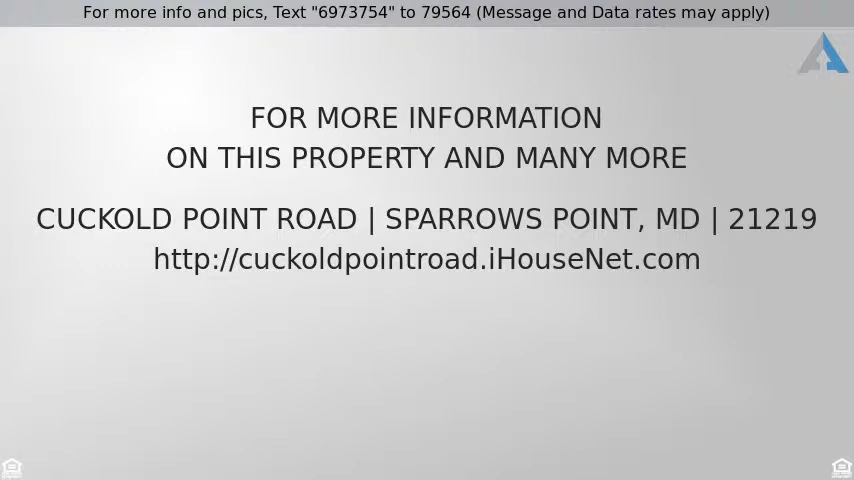 For more info and pics, Text "6973754" to 79564 (Message and Data rates may apply)
FOR MORE INFORMATION
ON THIS PROPERTY AND MANY MORE
CUCKOLD POINT ROAD | SPARROWS POINT, MD | 21219
http://cuckoldpointroad.iHouseNet.com